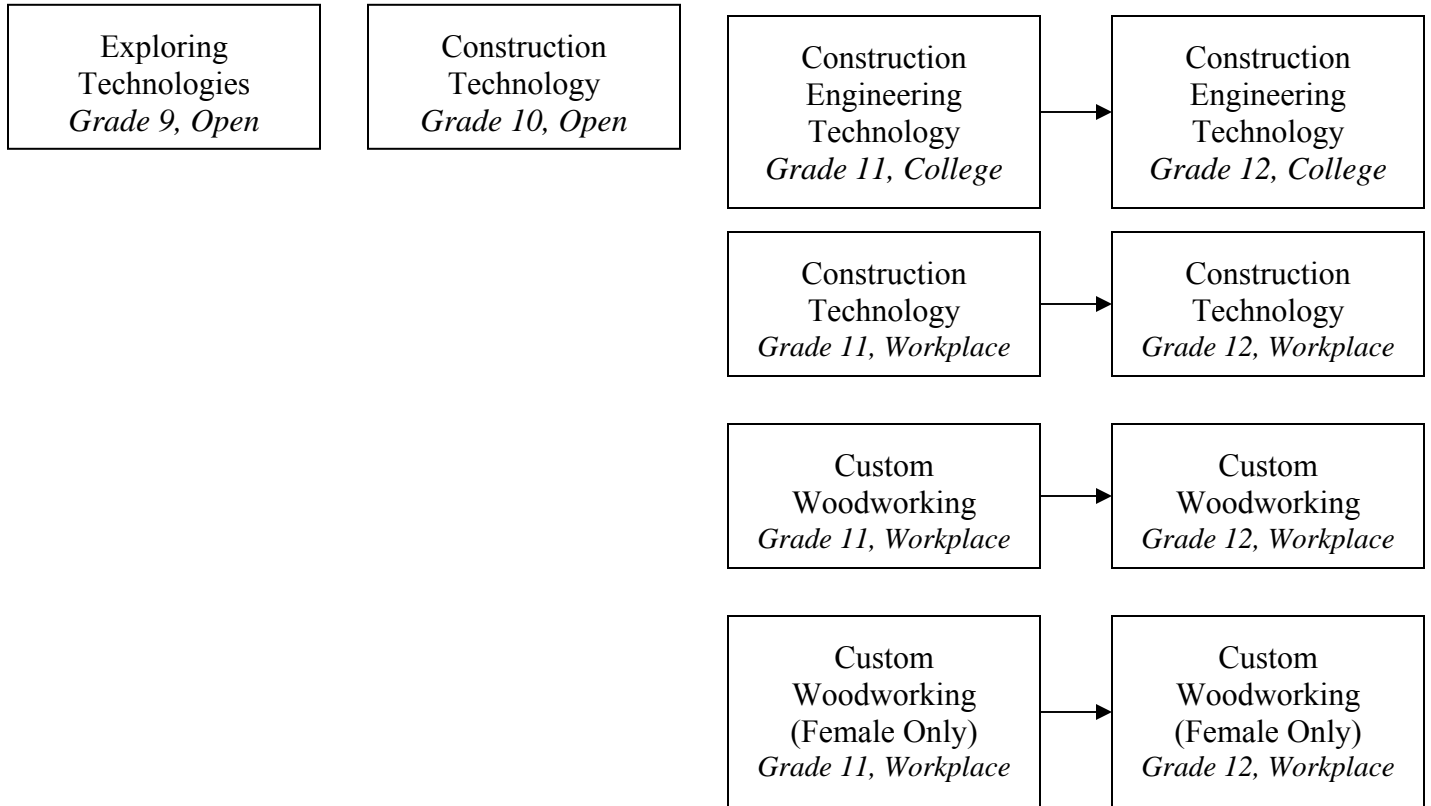 Exploring
Technologies
Grade 9, Open
Construction
Technology
Grade 10, Open
Construction
Engineering
Technology
Grade 11, College
Construction
Engineering
Technology
Grade 12, College
Construction
Technology
Grade 11, Workplace
Construction
Technology
Grade 12, Workplace
Custom
Woodworking
Grade 11, Workplace
Custom
Woodworking
Grade 12, Workplace
Custom
Woodworking
(Female Only)
Grade 11, Workplace
Custom
Woodworking
(Female Only)
Grade 12, Workplace